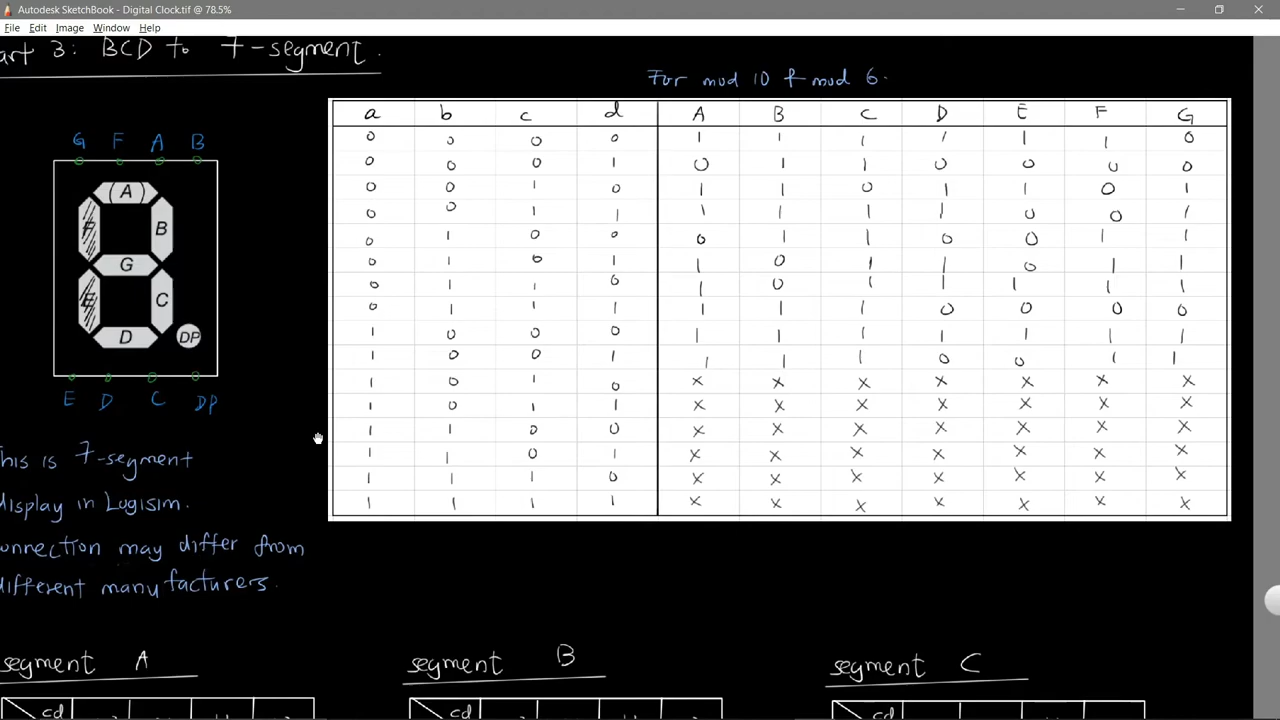 Autodesk SketchBook - Digital Clock.tif @ 78.5%
File Edit Image Window Help
art 3: BCD to 7-segment.
For mod 10 & mod 6.
G F A B
(A)
F B
G
E C
D DP
E D C DP
This is 7-segment
display in Logisim.
onnection may differ from
different manyfacturers.
a b c d A B C D E F G
0 0 0 0 1 1 1 1 1 1 0
0 0 0 1 0 1 1 0 0 0 0
0 0 1 0 1 1 0 1 1 0 1
0 0 1 1 1 1 1 1 0 0 1
0 1 0 0 0 1 1 0 0 1 1
0 1 0 1 1 0 1 1 0 1 1
0 1 1 0 1 0 1 1 1 1 1
0 1 1 1 1 1 1 0 0 0 0
1 0 0 0 1 1 1 1 1 1 1
1 0 0 1 1 1 1 0 0 1 1
1 0 1 0 x x x x x x x
1 0 1 1 x x x x x x x
1 1 0 0 x x x x x x x
1 1 0 1 x x x x x x x
1 1 1 0 x x x x x x x
1 1 1 1 x x x x x x x
segment A segment B segment C
cd cd cd